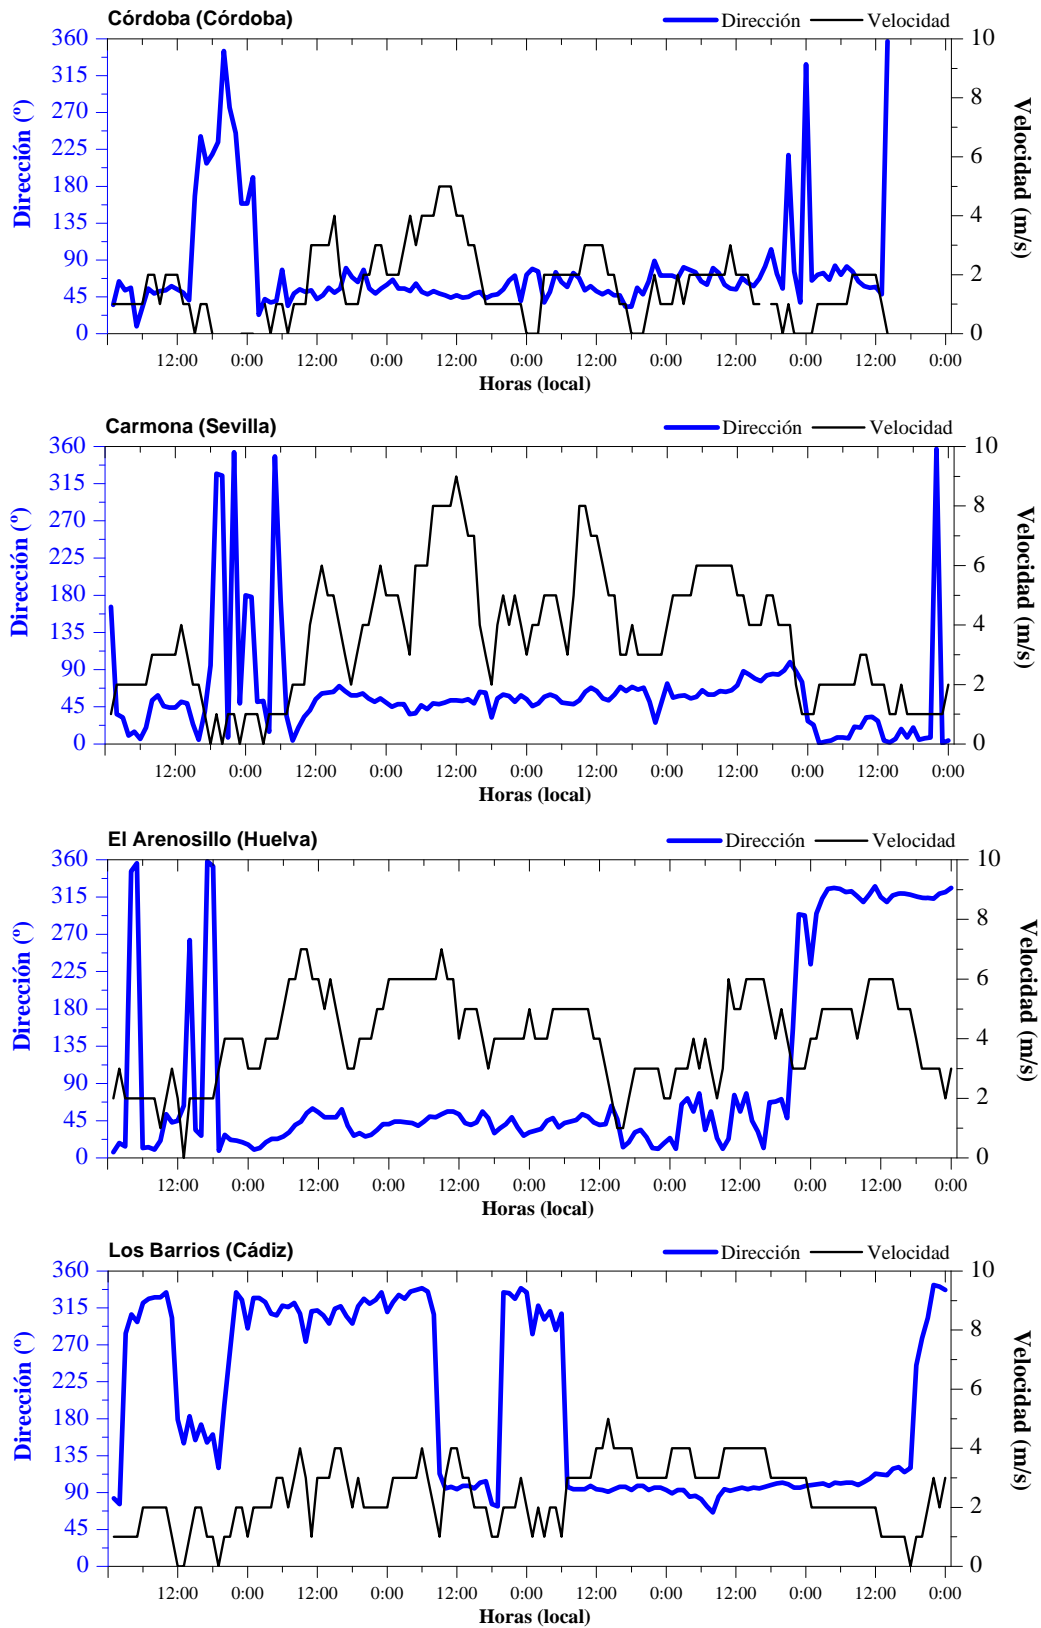 Córdoba (Córdoba)
Dirección Velocidad
360 315 270 225 180 135 90 45 0
Dirección (º)
10 8 6 4 2 0
Velocidad (m/s)
12:00 0:00 12:00 0:00 12:00 0:00 12:00 0:00 12:00 0:00 12:00 0:00
Horas (local)
Carmona (Sevilla)
Dirección Velocidad
360 315 270 225 180 135 90 45 0
Dirección (º)
10 8 6 4 2 0
Velocidad (m/s)
12:00 0:00 12:00 0:00 12:00 0:00 12:00 0:00 12:00 0:00 12:00 0:00
Horas (local)
El Arenosillo (Huelva)
Dirección Velocidad
360 315 270 225 180 135 90 45 0
Dirección (º)
10 8 6 4 2 0
Velocidad (m/s)
12:00 0:00 12:00 0:00 12:00 0:00 12:00 0:00 12:00 0:00 12:00 0:00
Horas (local)
Los Barrios (Cádiz)
Dirección Velocidad
360 315 270 225 180 135 90 45 0
Dirección (º)
10 8 6 4 2 0
Velocidad (m/s)
12:00 0:00 12:00 0:00 12:00 0:00 12:00 0:00 12:00 0:00 12:00 0:00
Horas (local)